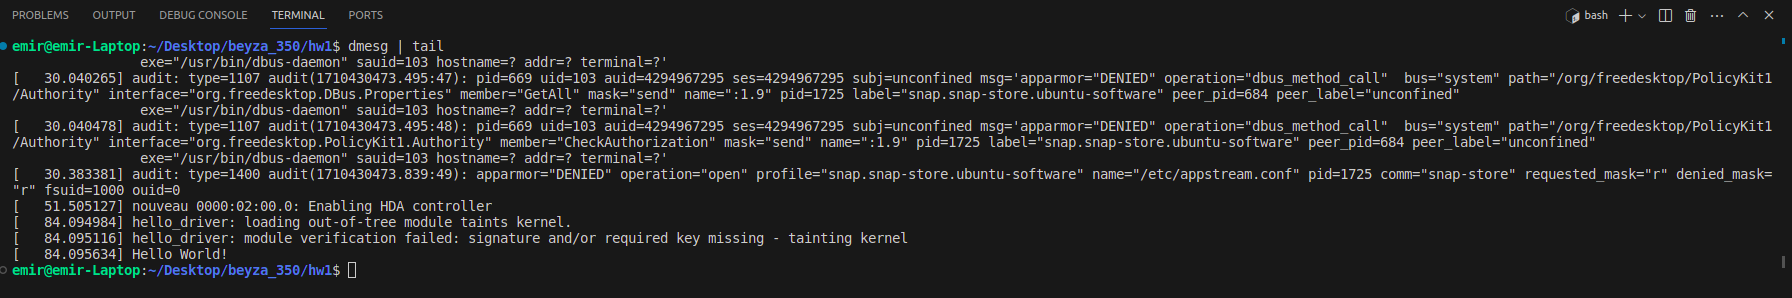 PROBLEMS OUTPUT DEBUG CONSOLE TERMINAL PORTS bash
emir@emir-Laptop:~/Desktop/beyza_350/hw1$ dmesg | tail
exe="/usr/bin/dbus-daemon" sauid=103 hostname=? addr=? terminal=?'
[   30.040265] audit: type=1107 audit(1710430473.495:47): pid=669 uid=103 auid=4294967295 ses=4294967295 subj=unconfined msg='apparmor="DENIED" operation="dbus_method_call"  bus="system" path="/org/freedesktop/PolicyKit1
/Authority" interface="org.freedesktop.DBus.Properties" member="GetAll" mask="send" name=":1.9" pid=1725 label="snap.snap-store.ubuntu-software" peer_pid=684 peer_label="unconfined"
exe="/usr/bin/dbus-daemon" sauid=103 hostname=? addr=? terminal=?'
[   30.040478] audit: type=1107 audit(1710430473.495:48): pid=669 uid=103 auid=4294967295 ses=4294967295 subj=unconfined msg='apparmor="DENIED" operation="dbus_method_call"  bus="system" path="/org/freedesktop/PolicyKit1
/Authority" interface="org.freedesktop.PolicyKit1.Authority" member="CheckAuthorization" mask="send" name=":1.9" pid=1725 label="snap.snap-store.ubuntu-software" peer_pid=684 peer_label="unconfined"
exe="/usr/bin/dbus-daemon" sauid=103 hostname=? addr=? terminal=?'
[   30.383381] audit: type=1400 audit(1710430473.839:49): apparmor="DENIED" operation="open" profile="snap.snap-store.ubuntu-software" name="/etc/appstream.conf" pid=1725 comm="snap-store" requested_mask="r" denied_mask=
"r" fsuid=1000 ouid=0
[   51.505127] nouveau 0000:02:00.0: Enabling HDA controller
[   84.094984] hello_driver: loading out-of-tree module taints kernel.
[   84.095116] hello_driver: module verification failed: signature and/or required key missing - tainting kernel
[   84.095634] Hello World!
emir@emir-Laptop:~/Desktop/beyza_350/hw1$